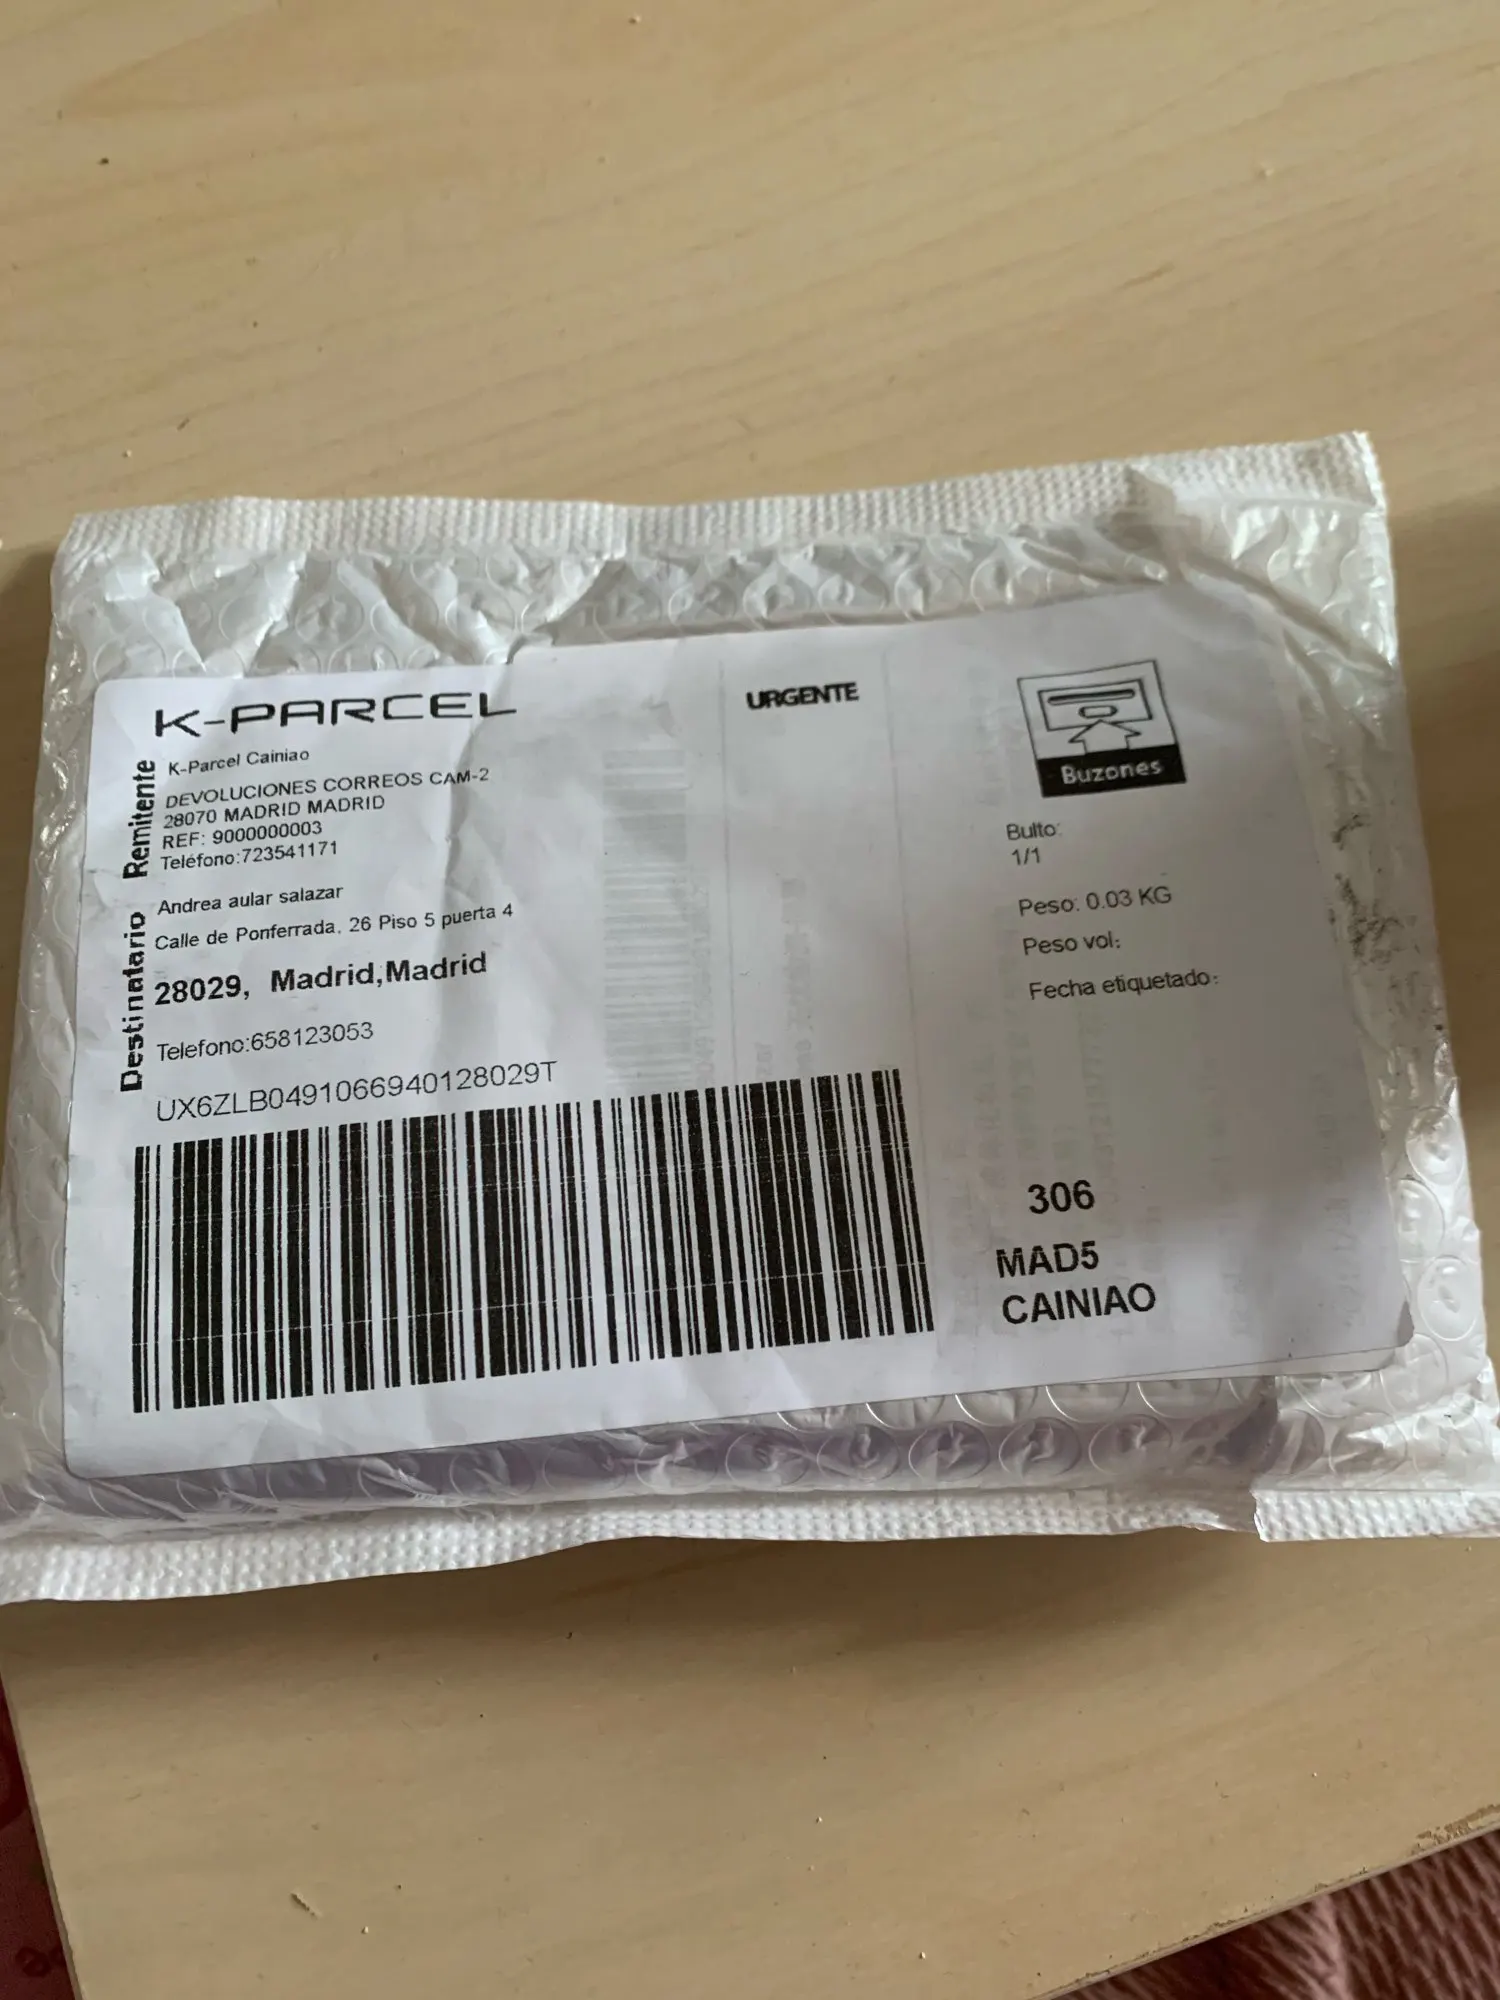 K-PARCEL
URGENTE
Buzones
Remitente
K-Parcel Cainiao
DEVOLUCIONES CORREOS CAM-2
28070 MADRID MADRID
REF: 9000000003
Teléfono:723541171
Bulto:
1/1
Destinatario
Andrea aular salazar
Calle de Ponferrada, 26 Piso 5 puerta 4
28029, Madrid,Madrid
Telefono:658123053
Peso: 0.03 KG
Peso vol:
Fecha etiquetado:
UX6ZLB0491066940128029T
306
MAD5
CAINIAO